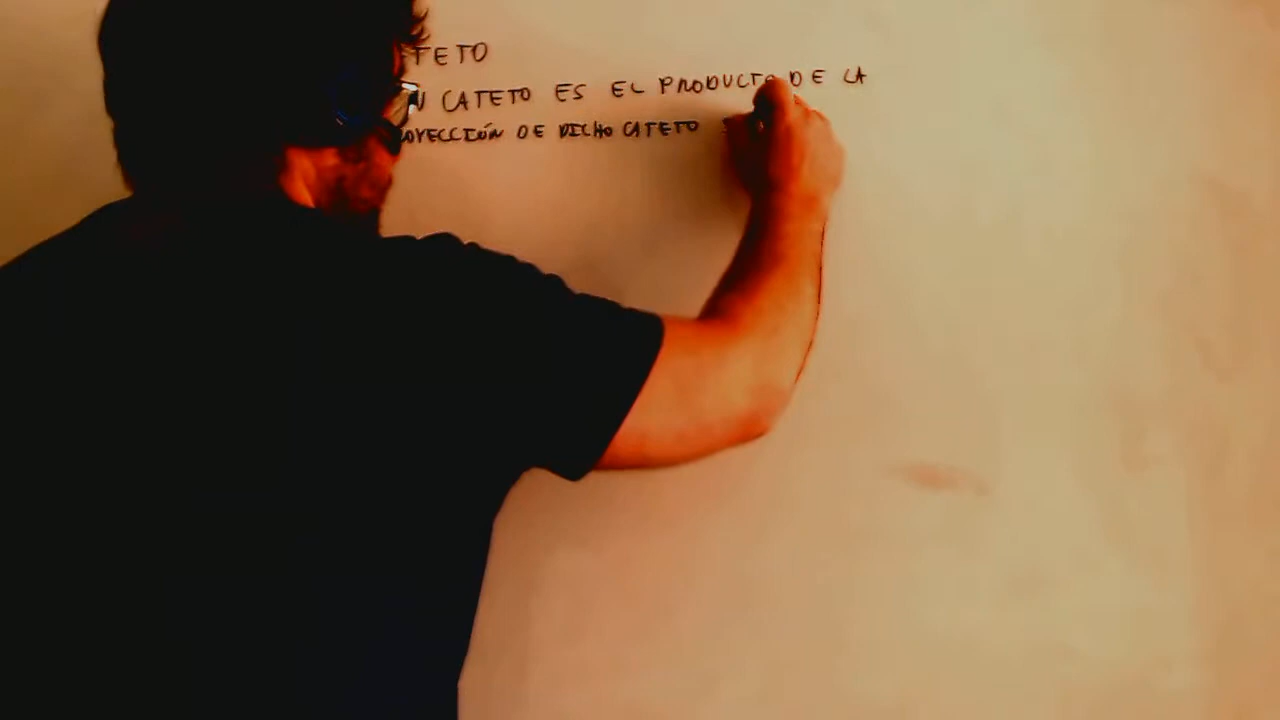 TETO
CATETO ES EL PRODUCTO DE LA
OYECCIÓN DE DICHO CATETO